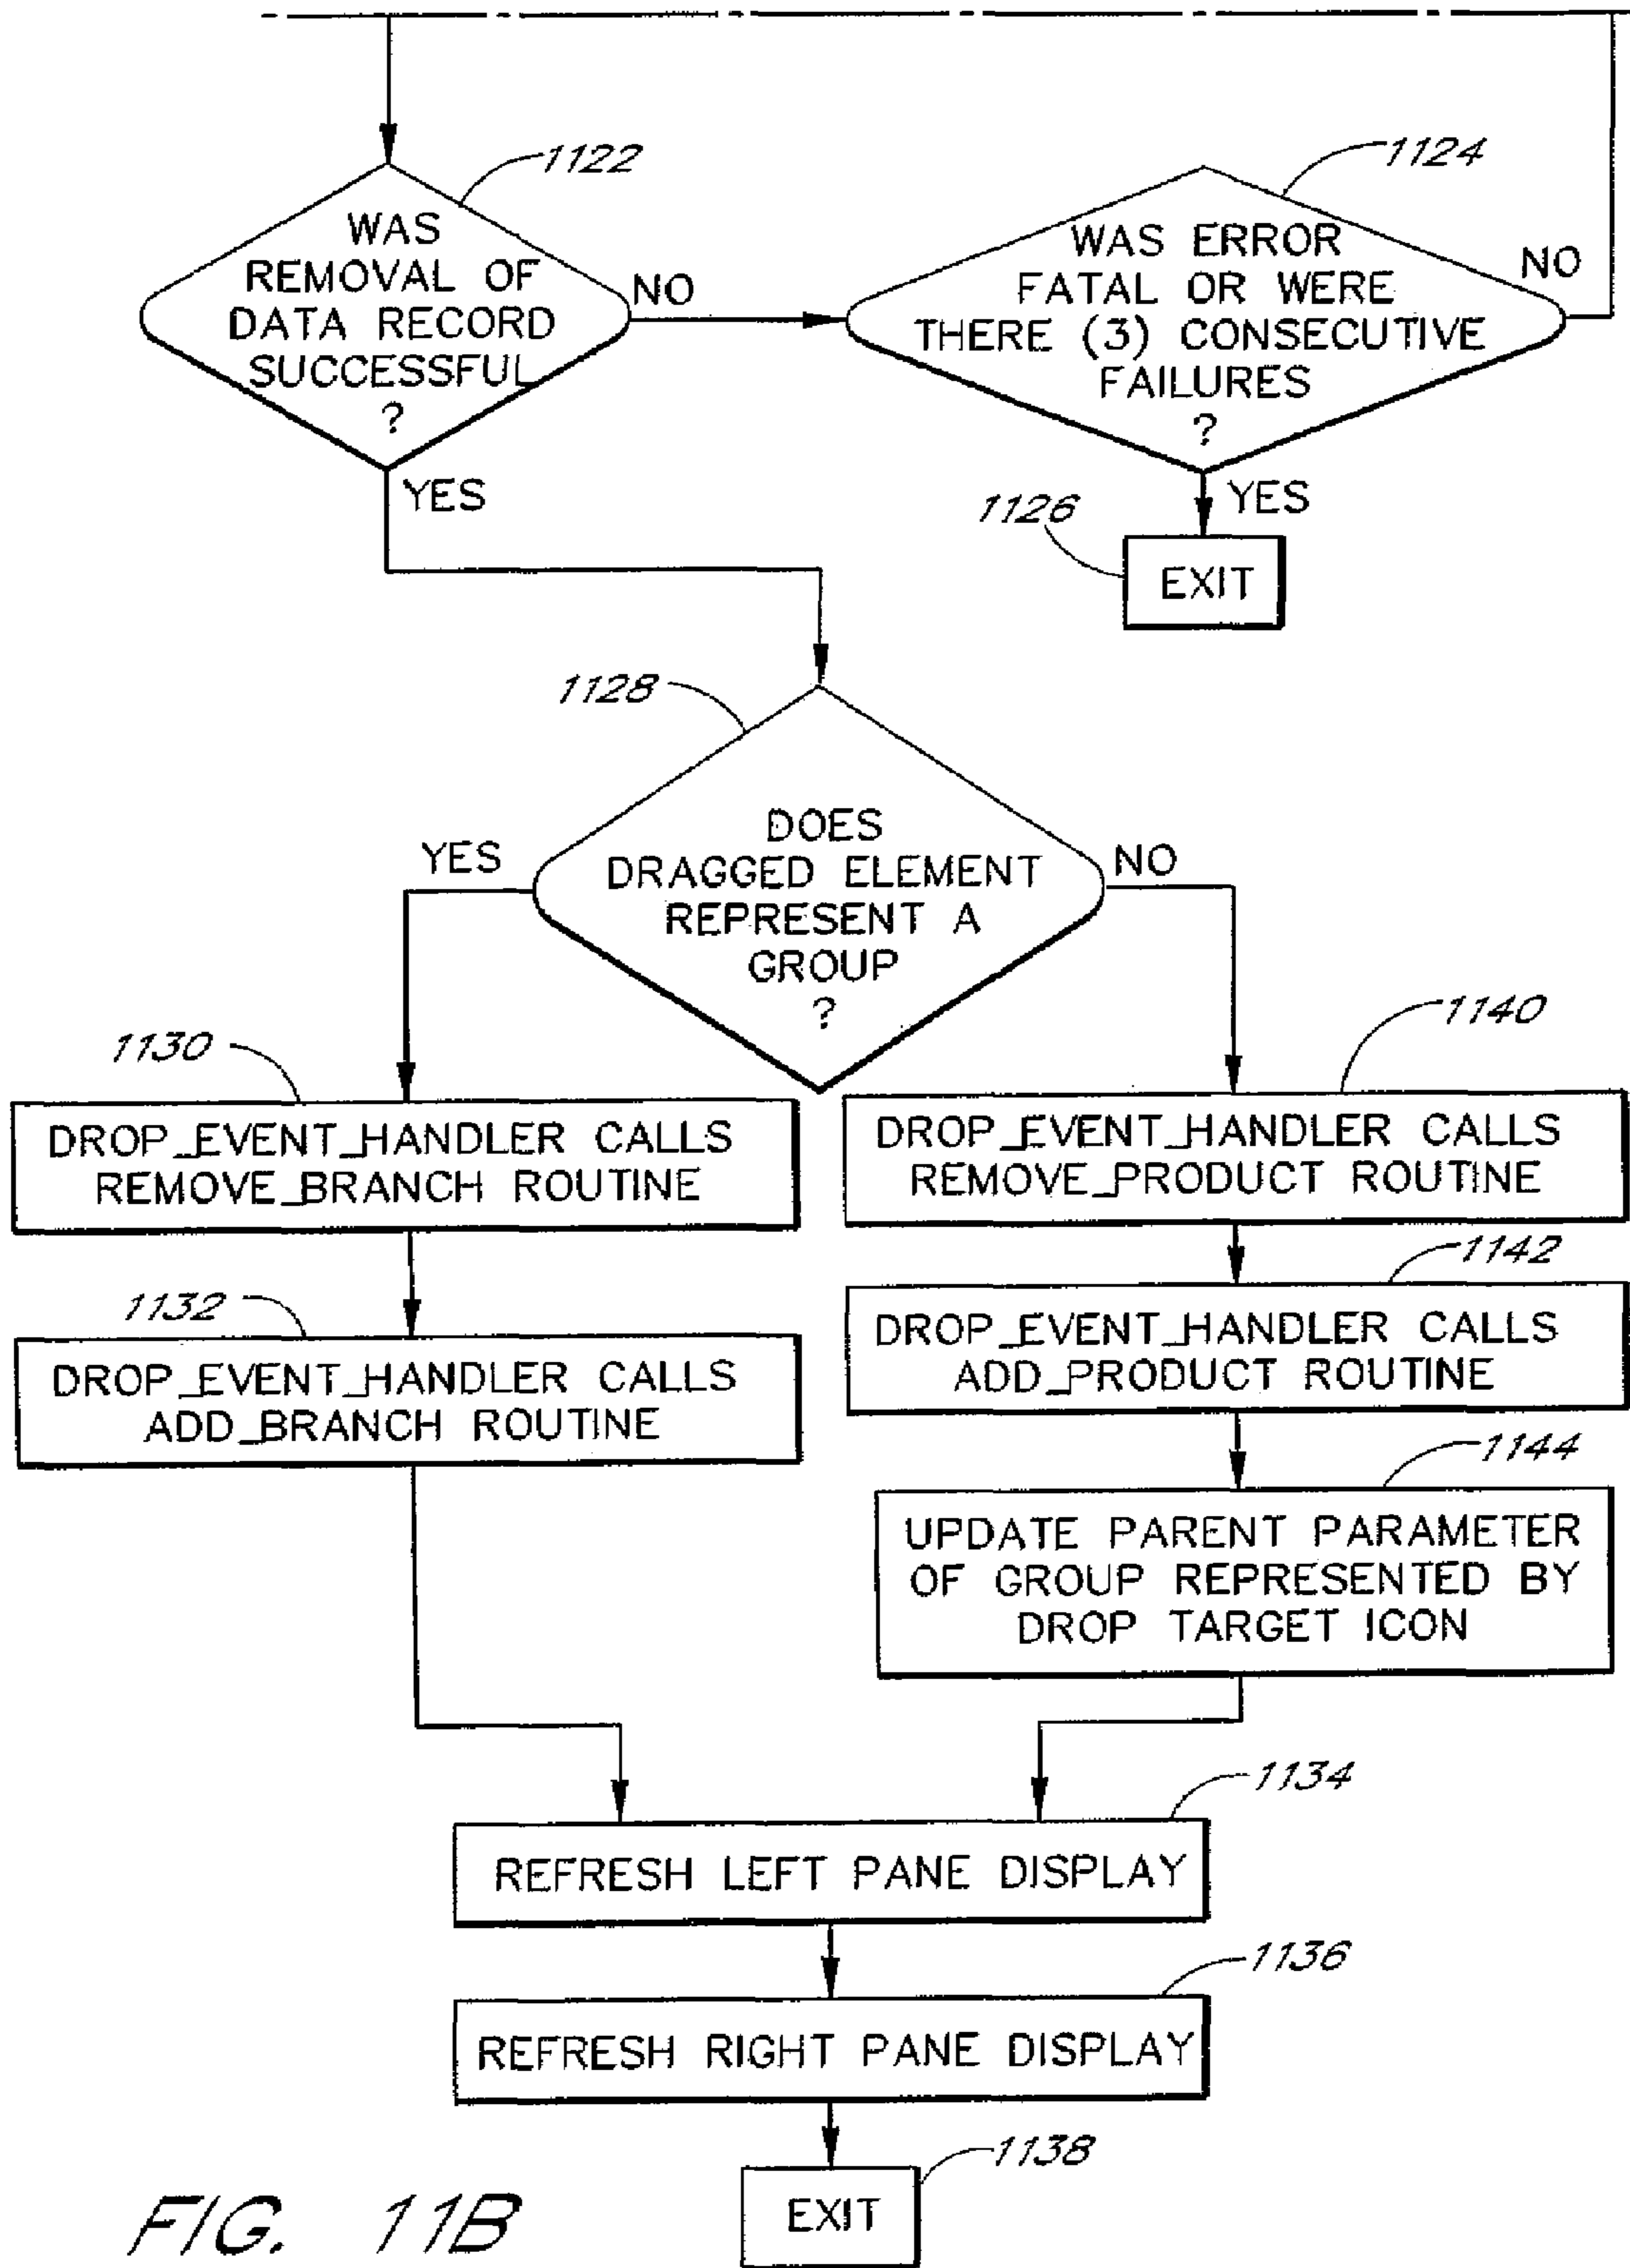 1122
WAS
REMOVAL OF
DATA RECORD
SUCCESSFUL
?
NO
YES
1124
WAS ERROR
FATAL OR WERE
THERE (3) CONSECUTIVE
FAILURES
?
NO
YES
1126
EXIT
1128
DOES
DRAGGED ELEMENT
REPRESENT A
GROUP
?
YES
NO
1130
DROP_EVENT_HANDLER CALLS
REMOVE_BRANCH ROUTINE
1140
DROP_EVENT_HANDLER CALLS
REMOVE_PRODUCT ROUTINE
1132
DROP_EVENT_HANDLER CALLS
ADD_BRANCH ROUTINE
1142
DROP_EVENT_HANDLER CALLS
ADD_PRODUCT ROUTINE
1144
UPDATE PARENT PARAMETER
OF GROUP REPRESENTED BY
DROP TARGET ICON
1134
REFRESH LEFT PANE DISPLAY
1136
REFRESH RIGHT PANE DISPLAY
1138
EXIT
FIG. 11B